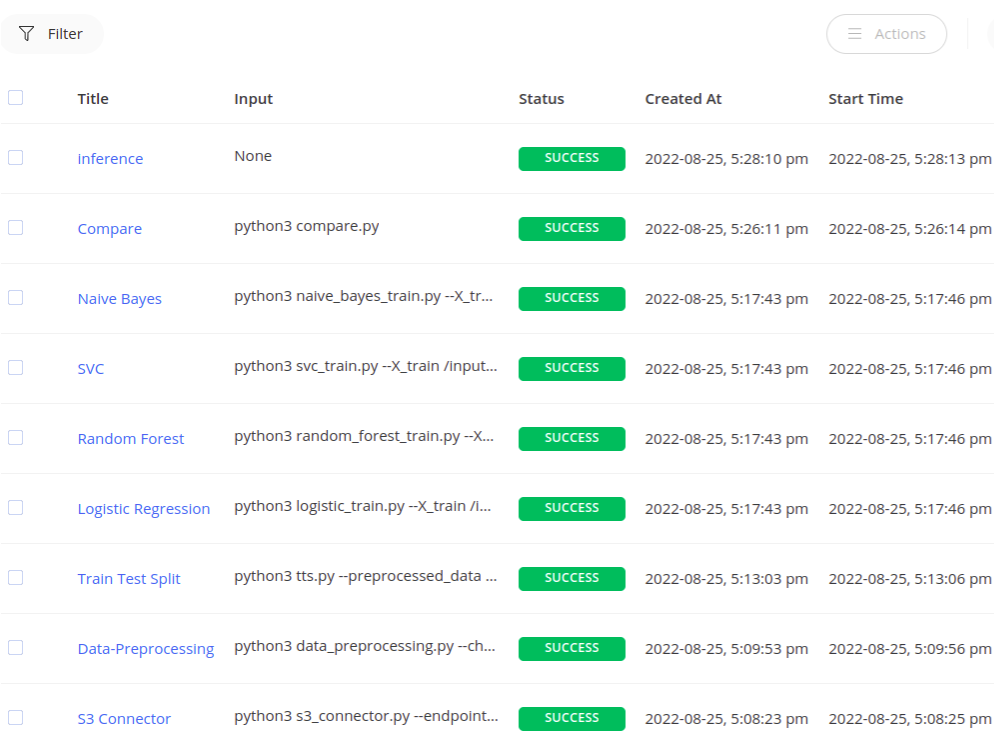 Filter
Actions
Title Input Status Created At Start Time
inference None SUCCESS 2022-08-25, 5:28:10 pm 2022-08-25, 5:28:13 pm
Compare python3 compare.py SUCCESS 2022-08-25, 5:26:11 pm 2022-08-25, 5:26:14 pm
Naive Bayes python3 naive_bayes_train.py --X_tr... SUCCESS 2022-08-25, 5:17:43 pm 2022-08-25, 5:17:46 pm
SVC python3 svc_train.py --X_train /input... SUCCESS 2022-08-25, 5:17:43 pm 2022-08-25, 5:17:46 pm
Random Forest python3 random_forest_train.py --X... SUCCESS 2022-08-25, 5:17:43 pm 2022-08-25, 5:17:46 pm
Logistic Regression python3 logistic_train.py --X_train /i... SUCCESS 2022-08-25, 5:17:43 pm 2022-08-25, 5:17:46 pm
Train Test Split python3 tts.py --preprocessed_data ... SUCCESS 2022-08-25, 5:13:03 pm 2022-08-25, 5:13:06 pm
Data-Preprocessing python3 data_preprocessing.py --ch... SUCCESS 2022-08-25, 5:09:53 pm 2022-08-25, 5:09:56 pm
S3 Connector python3 s3_connector.py --endpoint... SUCCESS 2022-08-25, 5:08:23 pm 2022-08-25, 5:08:25 pm